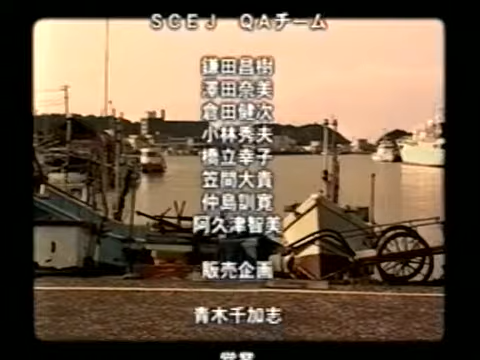 ＳＣＥＪ　ＱＡチーム
鎌田昌樹
澤田奈美
倉田健次
小林秀夫
橋立幸子
笠間大貴
仲島訓寛
阿久津智美
販売企画
青木千加志
営業